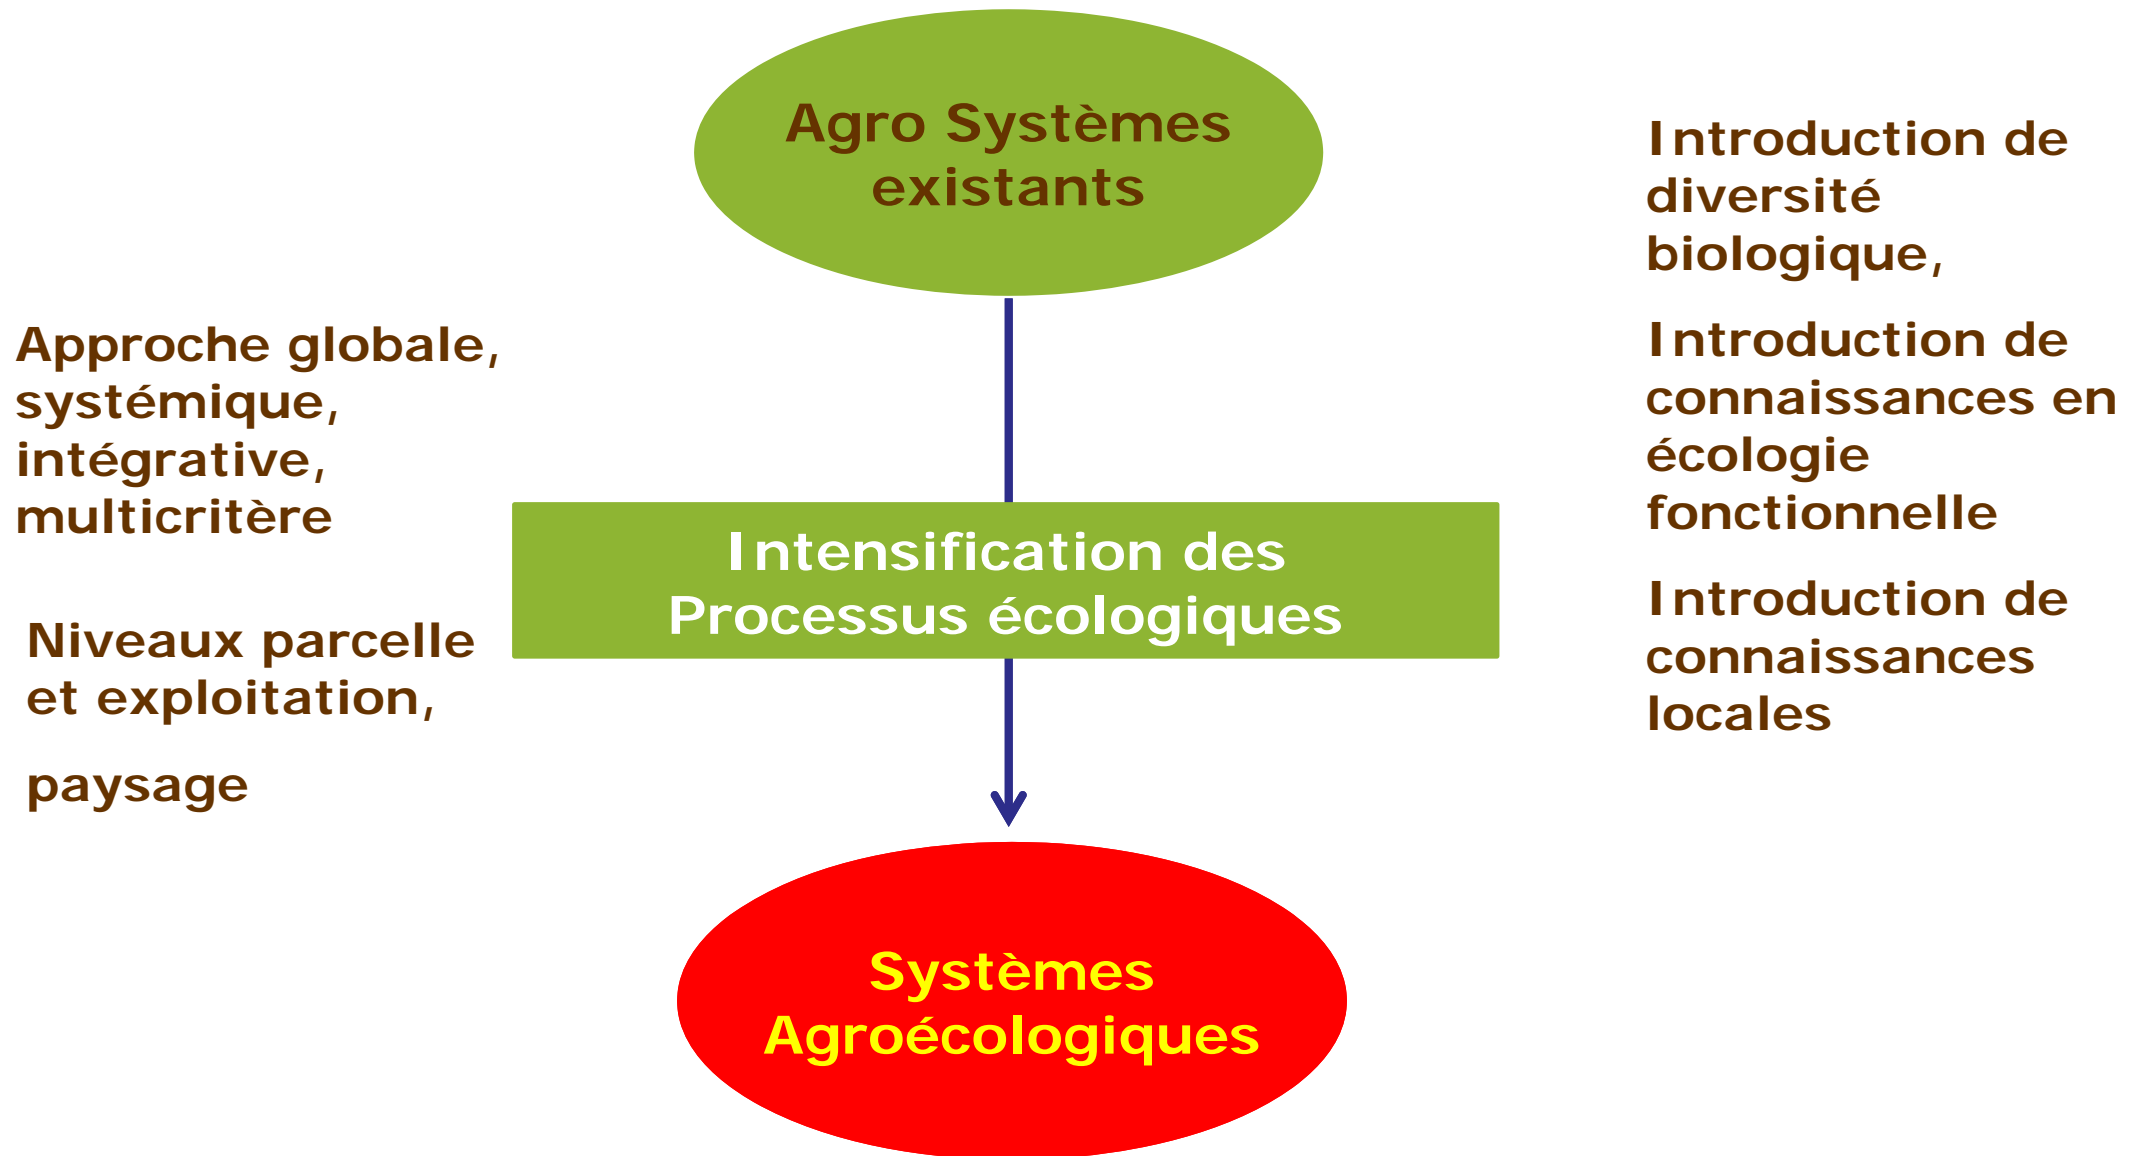 Agro Systèmes
existants
Approche globale,
systémique,
intégrative,
multicritère
Niveaux parcelle
et exploitation,
paysage
Intensification des
Processus écologiques
Introduction de
diversité
biologique,
Introduction de
connaissances en
écologie
fonctionnelle
Introduction de
connaissances
locales
Systèmes
Agroécologiques